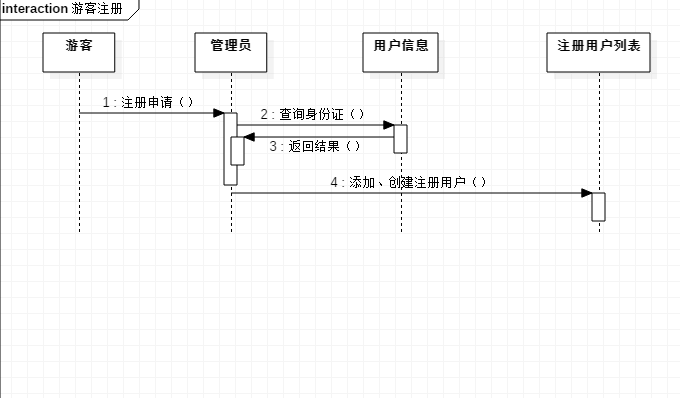 interaction 游客注册
游客
管理员
用户信息
注册用户列表
1 : 注册申请（）
2 : 查询身份证（）
3 : 返回结果（）
4 : 添加、创建注册用户（）